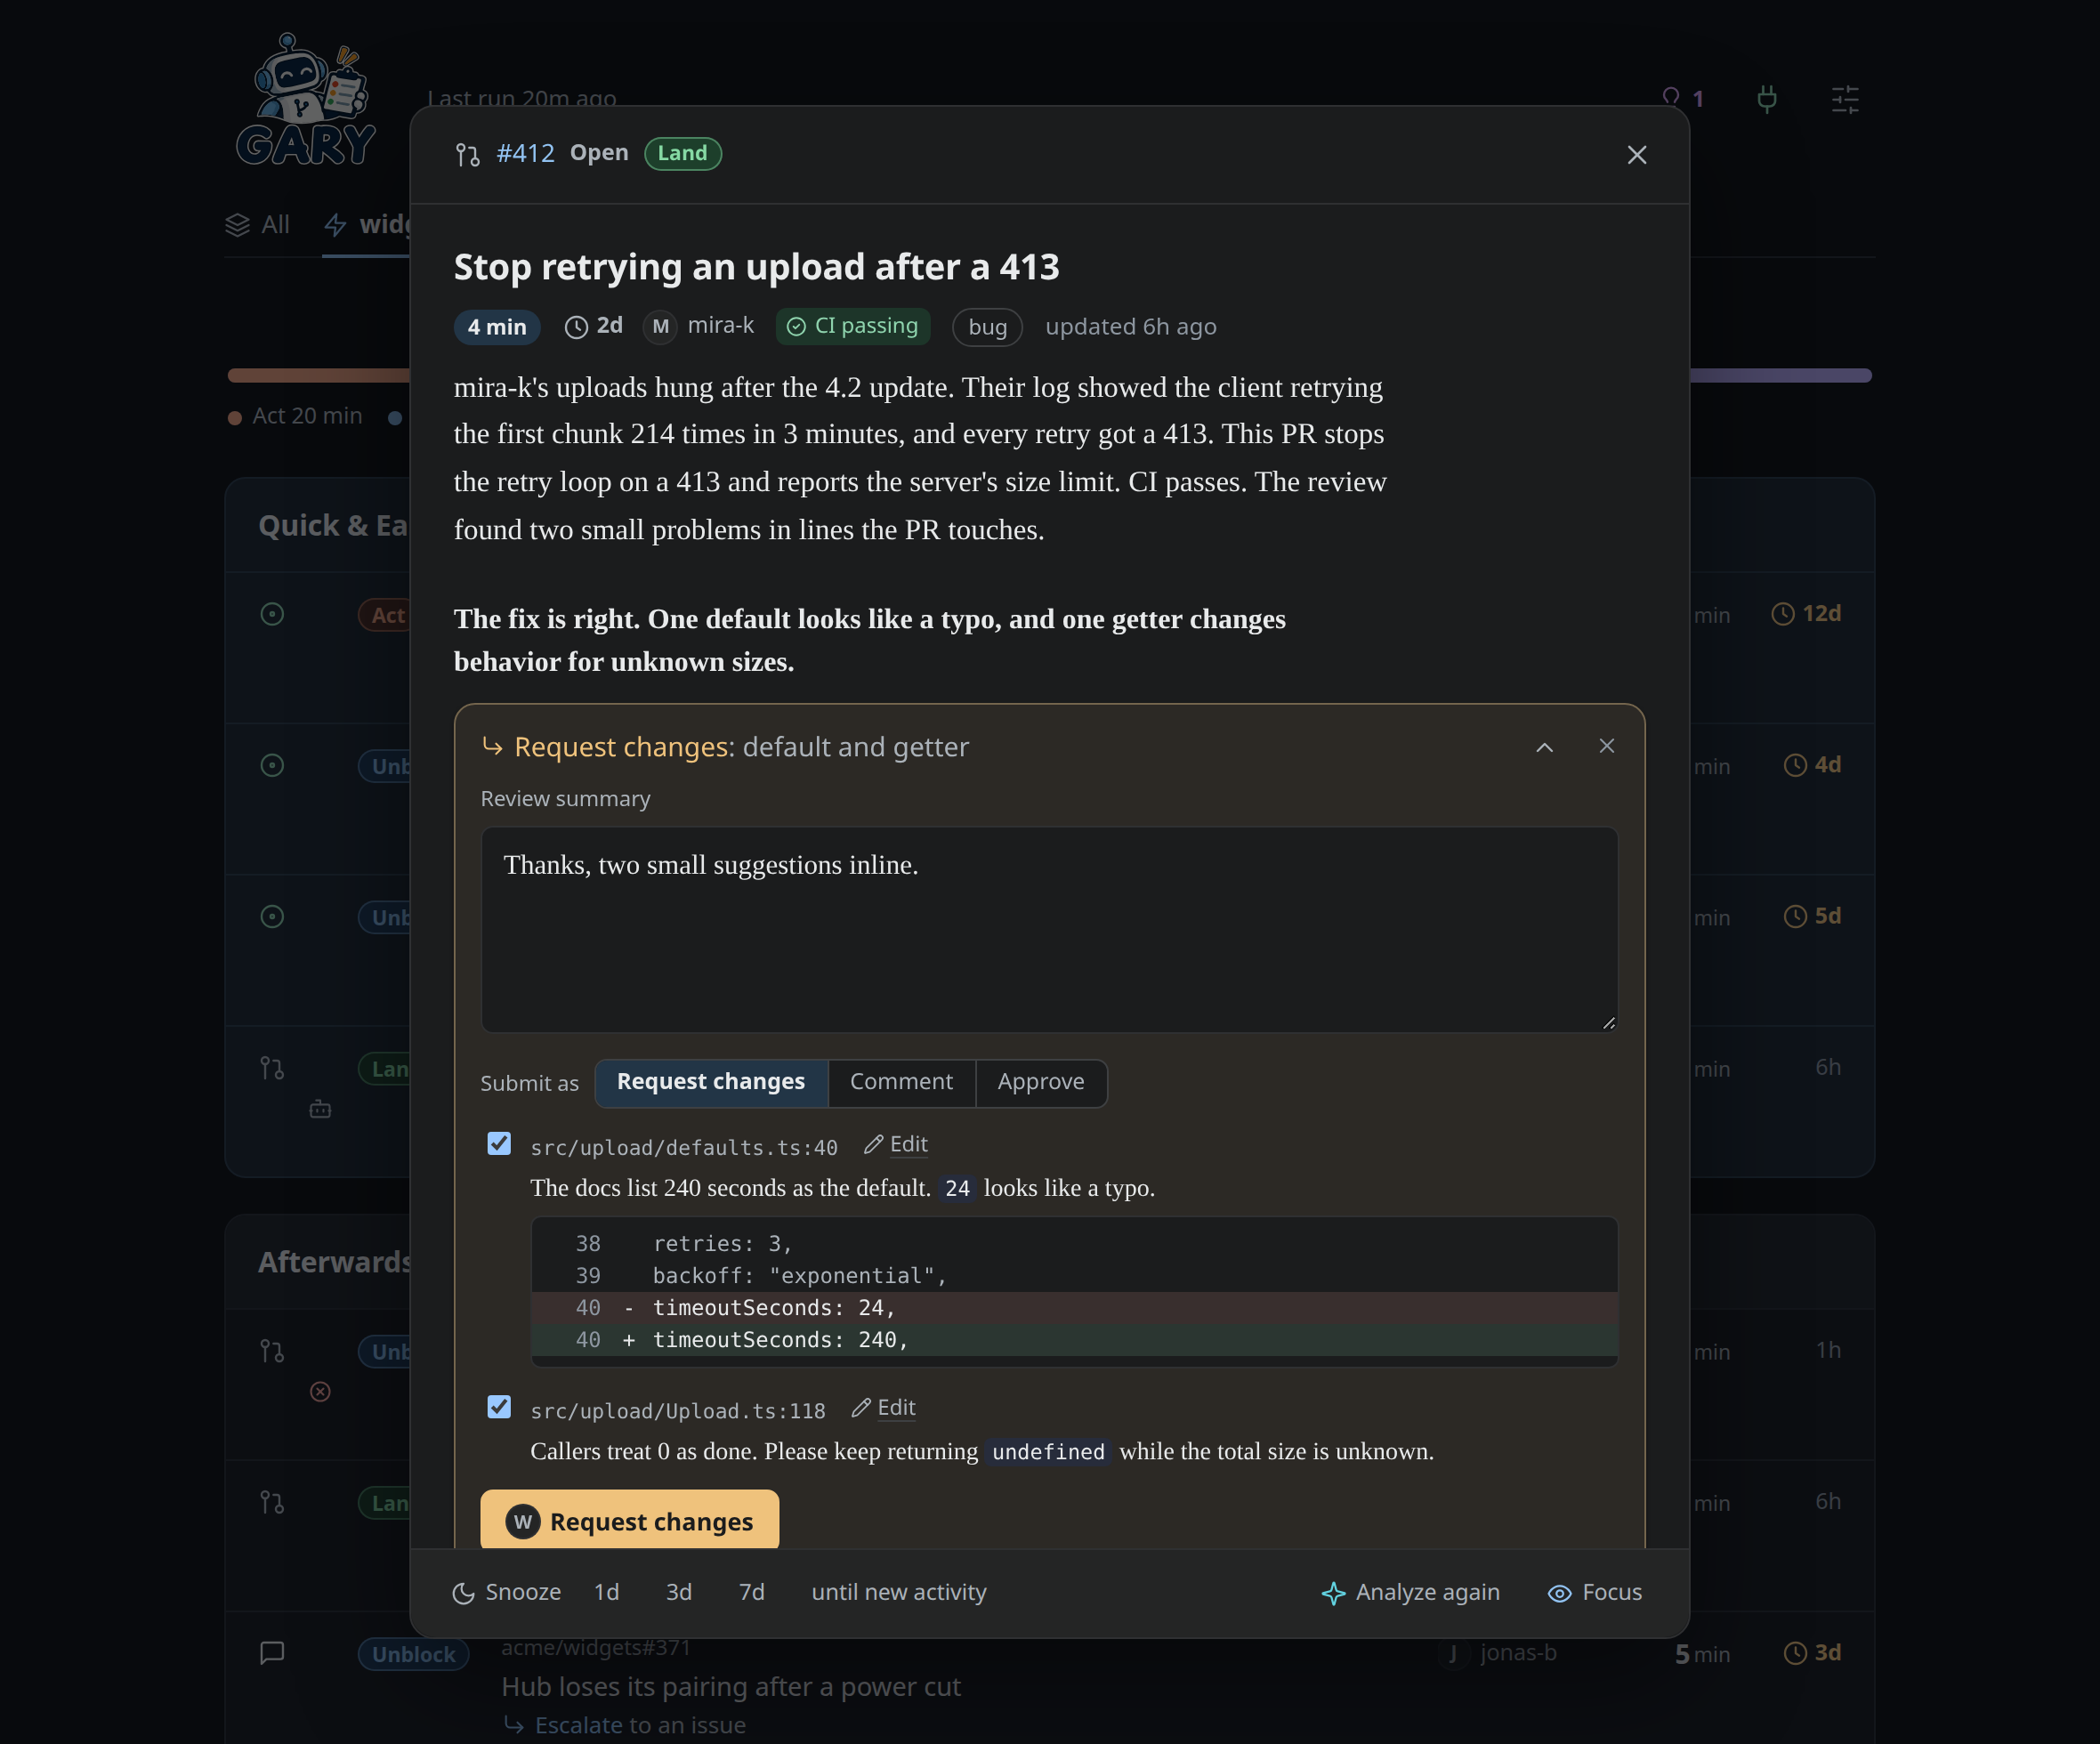 GARY
Last run 20m ago
1
All
widg
Act 20 min
#412 Open Land
Stop retrying an upload after a 413
4 min 2d M mira-k CI passing bug updated 6h ago
mira-k's uploads hung after the 4.2 update. Their log showed the client retrying
the first chunk 214 times in 3 minutes, and every retry got a 413. This PR stops
the retry loop on a 413 and reports the server's size limit. CI passes. The review
found two small problems in lines the PR touches.
The fix is right. One default looks like a typo, and one getter changes
behavior for unknown sizes.
Request changes: default and getter
Review summary
Thanks, two small suggestions inline.
Submit as Request changes Comment Approve
src/upload/defaults.ts:40 Edit
The docs list 240 seconds as the default. 24 looks like a typo.
38 retries: 3,
39 backoff: "exponential",
40 - timeoutSeconds: 24,
40 + timeoutSeconds: 240,
src/upload/Upload.ts:118 Edit
Callers treat 0 as done. Please keep returning undefined while the total size is unknown.
W Request changes
Snooze 1d 3d 7d until new activity Analyze again Focus
Quick & Ea
Act min 12d
Unb min 4d
Unb min 5d
Lan min 6h
Afterwards
Unb min 1h
Lan min 6h
Unblock acme/widgets#371 J jonas-b 5 min 3d
Hub loses its pairing after a power cut
Escalate to an issue